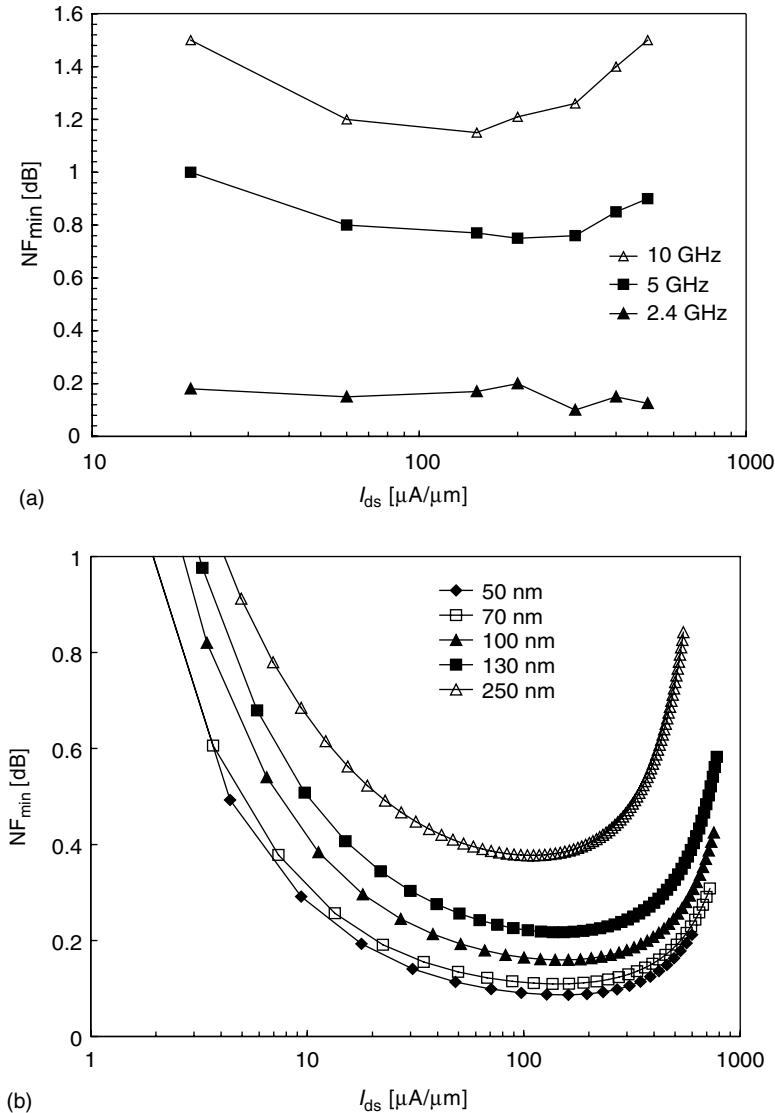 1.6
1.4
1.2
1
0.8
0.6
0.4
0.2
0
NFmin [dB]
10 GHz
5 GHz
2.4 GHz
10
100
1000
Ids [μA/μm]
(a)
1
0.8
0.6
0.4
0.2
0
NFmin [dB]
50 nm
70 nm
100 nm
130 nm
250 nm
1
10
100
1000
Ids [μA/μm]
(b)